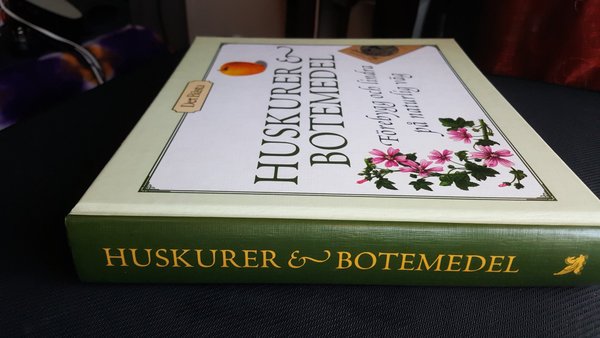 Det Bästa
HUSKURER &
BOTEMEDEL
Förebygg och lindra
på naturlig väg
HUSKURER & BOTEMEDEL